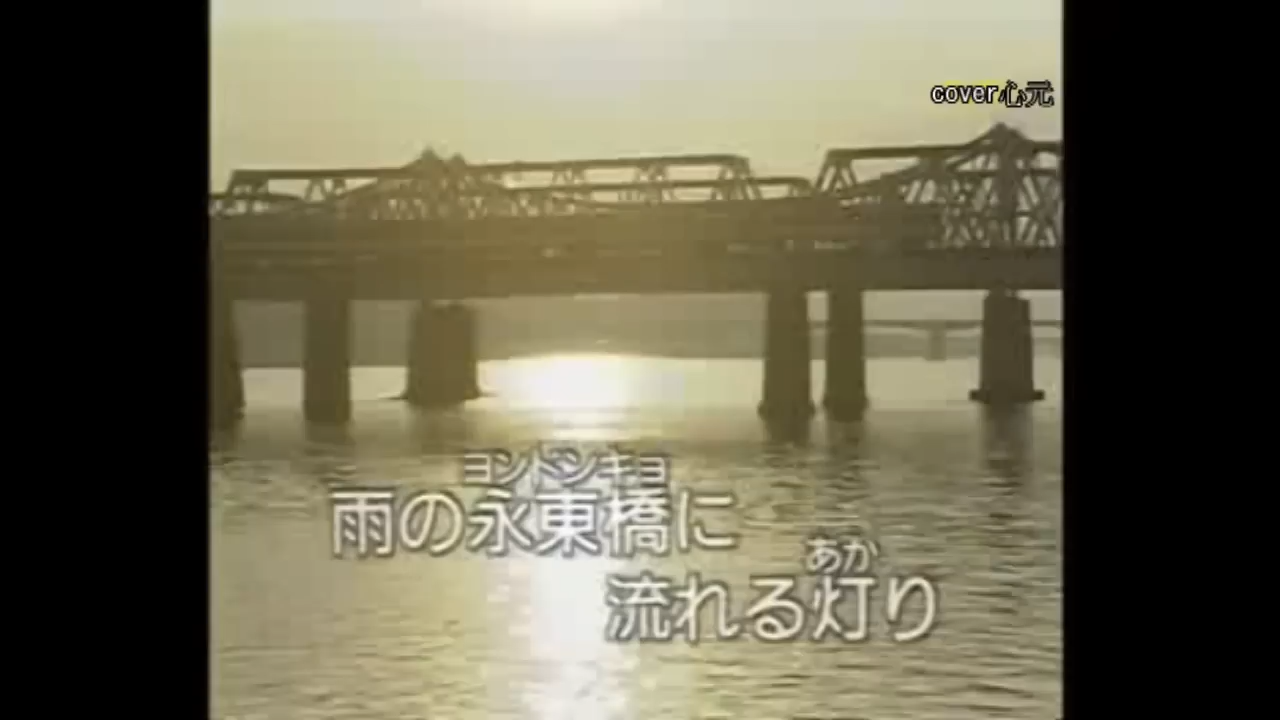 cover心元
ヨンドンキョ
雨の永東橋に
あか
流れる灯り